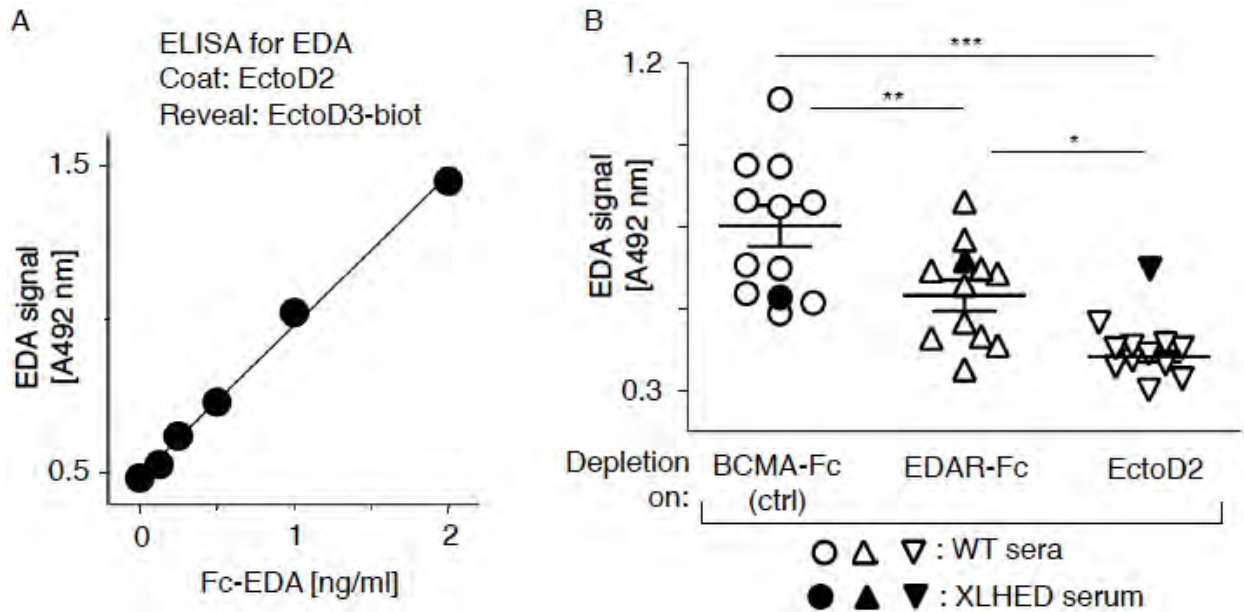 A
ELISA for EDA
Coat: EctoD2
Reveal: EctoD3-biot
1.5
0.5
EDA signal
[A492 nm]
0 1 2
Fc-EDA [ng/ml]
B
1.2
0.3
EDA signal
[A492 nm]
***
**
*
Depletion on:
BCMA-Fc (ctrl)
EDAR-Fc
EctoD2
: WT sera
: XLHED serum